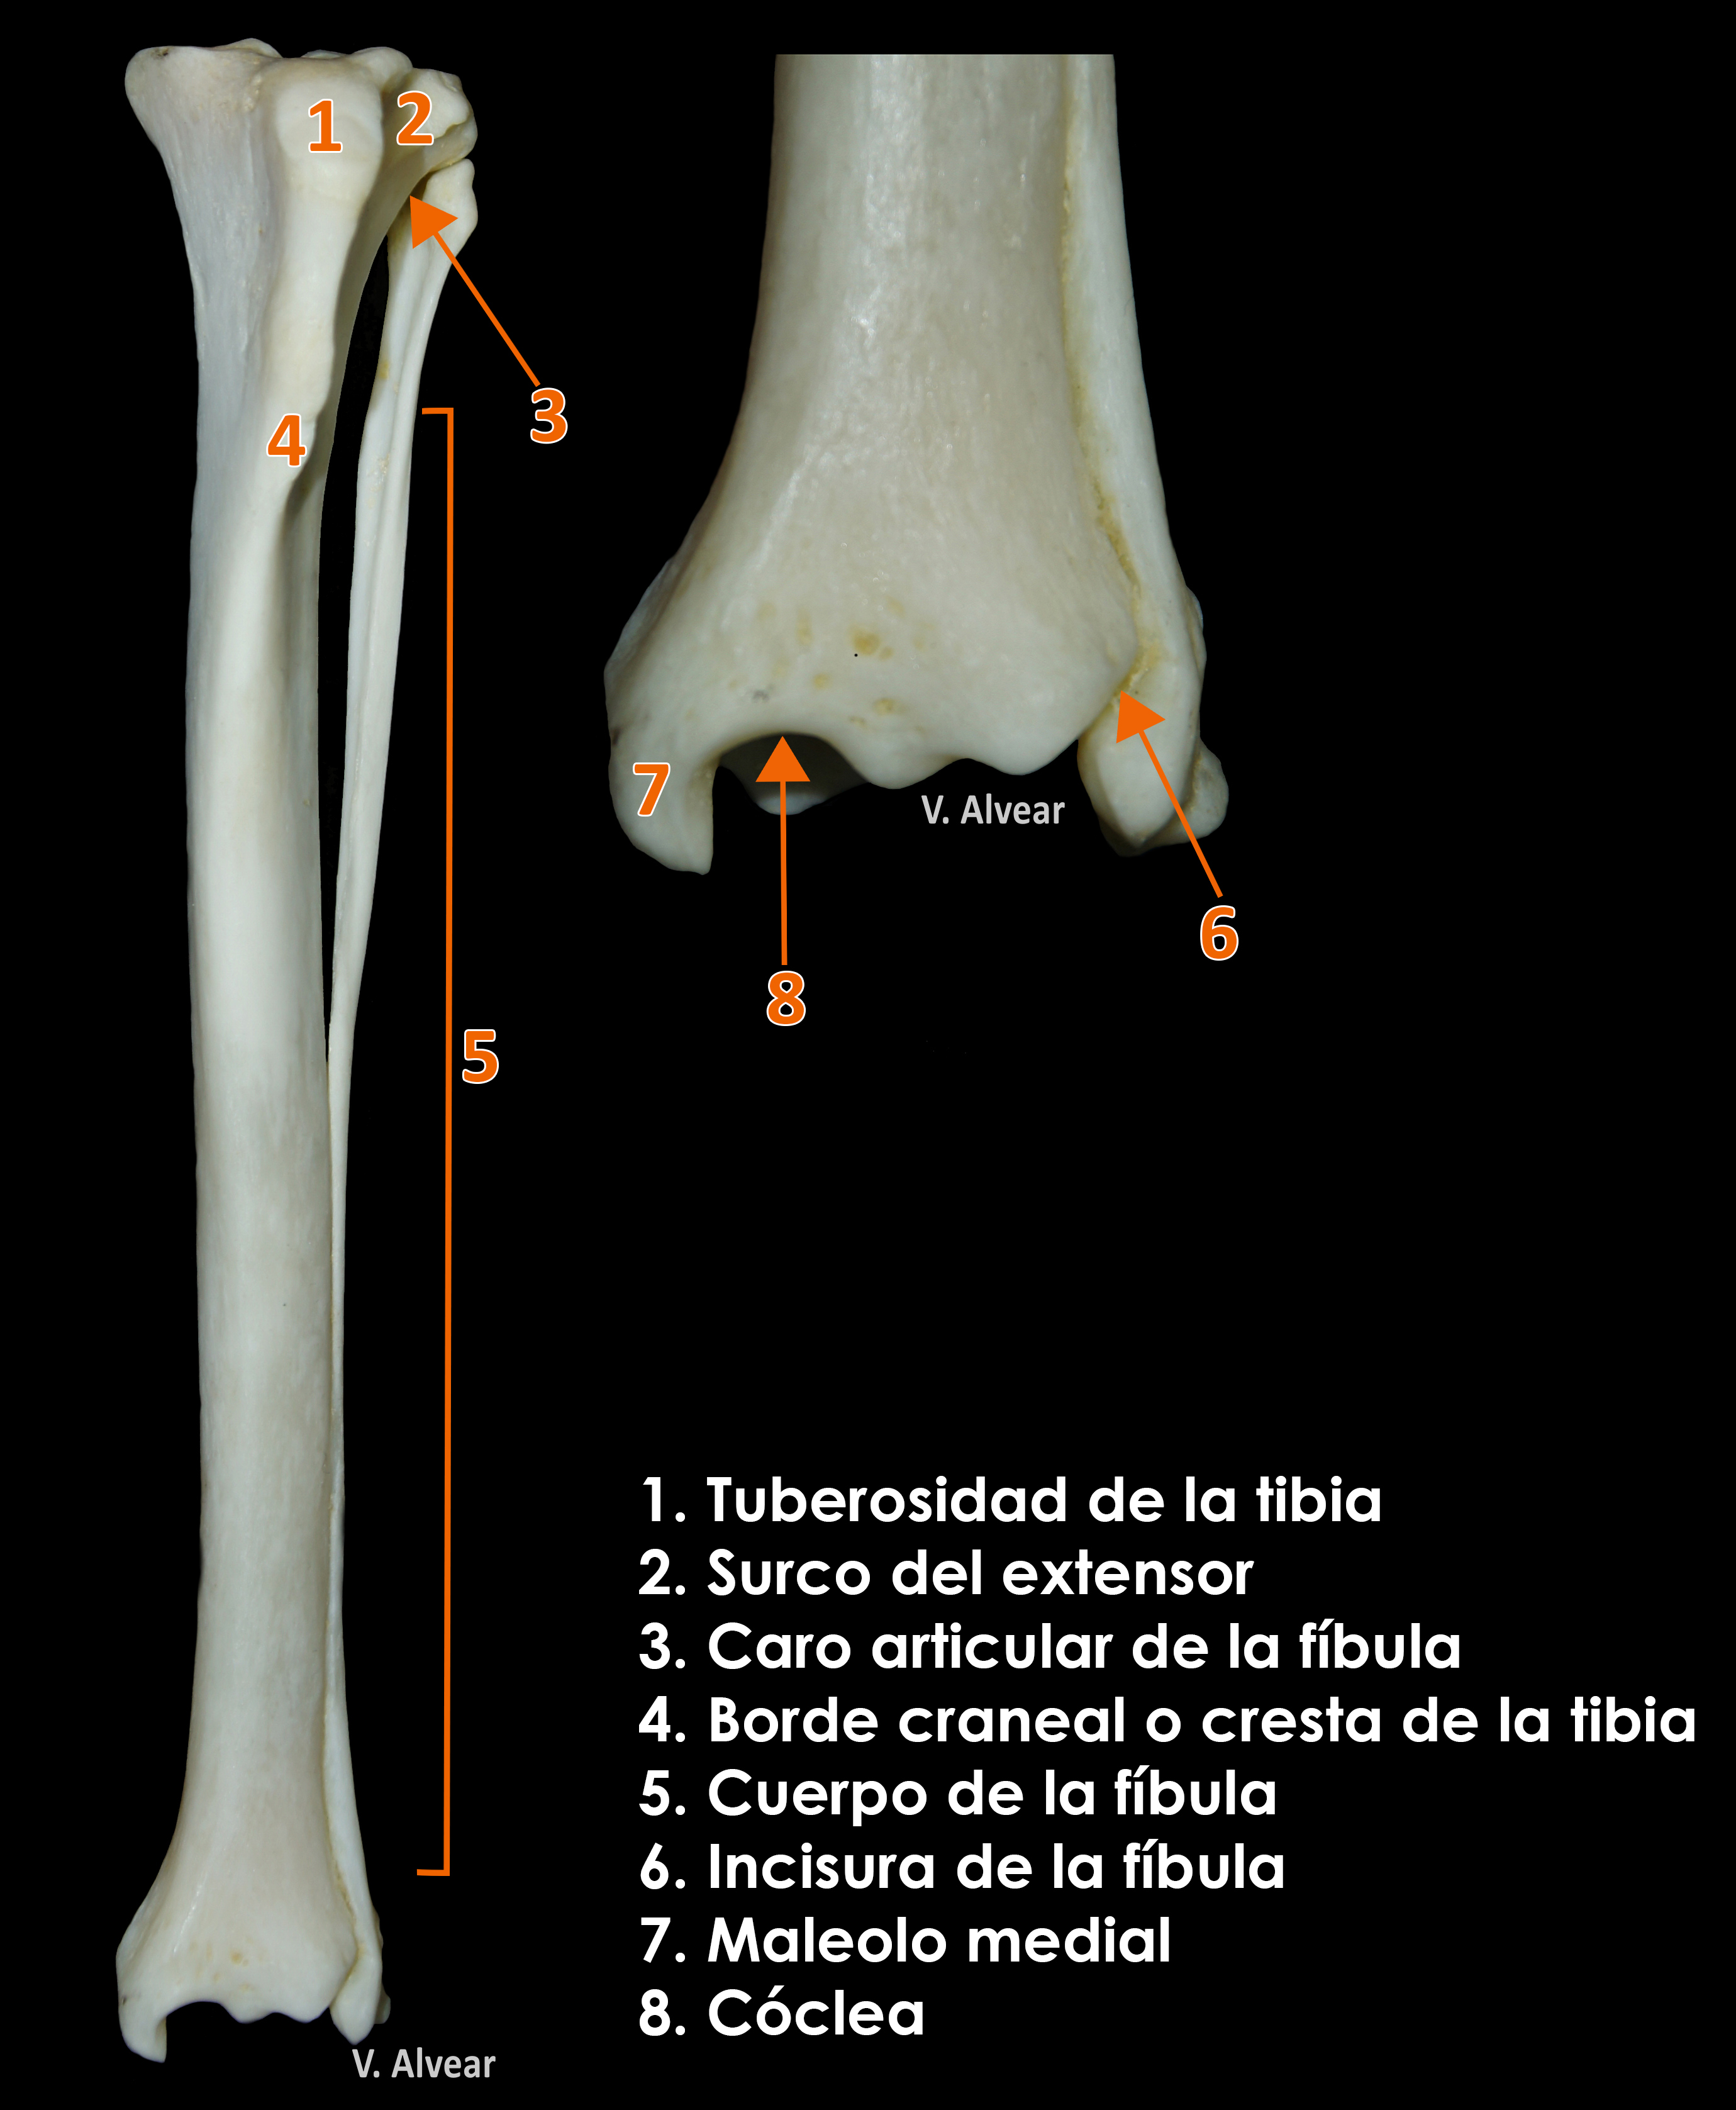 1
2
3
4
5
6
7
8
V. Alvear
V. Alvear
1. Tuberosidad de la tibia
2. Surco del extensor
3. Caro articular de la fíbula
4. Borde craneal o cresta de la tibia
5. Cuerpo de la fíbula
6. Incisura de la fíbula
7. Maleolo medial
8. Cóclea